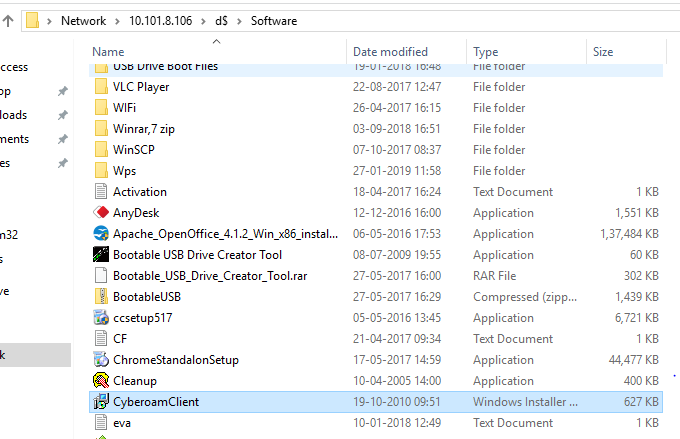 Network > 10.101.8.106 > d$ > Software
Name Date modified Type Size
USB Drive Boot Files 19-01-2018 16:48 File folder
ccess VLC Player 22-08-2017 12:47 File folder
op WIFi 26-04-2017 16:15 File folder
loads Winrar,7 zip 03-09-2018 16:51 File folder
ments WinSCP 07-10-2017 08:37 File folder
es Wps 27-01-2019 11:58 File folder
Activation 18-04-2017 16:24 Text Document 1 KB
AnyDesk 12-12-2016 16:00 Application 1,551 KB
m32 Apache_OpenOffice_4.1.2_Win_x86_instal... 06-05-2016 17:53 Application 1,37,484 KB
s Bootable USB Drive Creator Tool 08-07-2009 19:55 Application 60 KB
Bootable_USB_Drive_Creator_Tool.rar 27-05-2017 16:00 RAR File 302 KB
ve BootableUSB 27-05-2017 16:29 Compressed (zipp... 1,439 KB
ccsetup517 05-05-2016 13:45 Application 6,721 KB
CF 21-04-2017 09:34 Text Document 1 KB
k ChromeStandalonSetup 17-05-2017 14:59 Application 44,477 KB
Cleanup 10-04-2005 14:00 Application 400 KB
CyberoamClient 19-10-2010 09:51 Windows Installer ... 627 KB
eva 10-01-2018 12:49 Text Document 1 KB